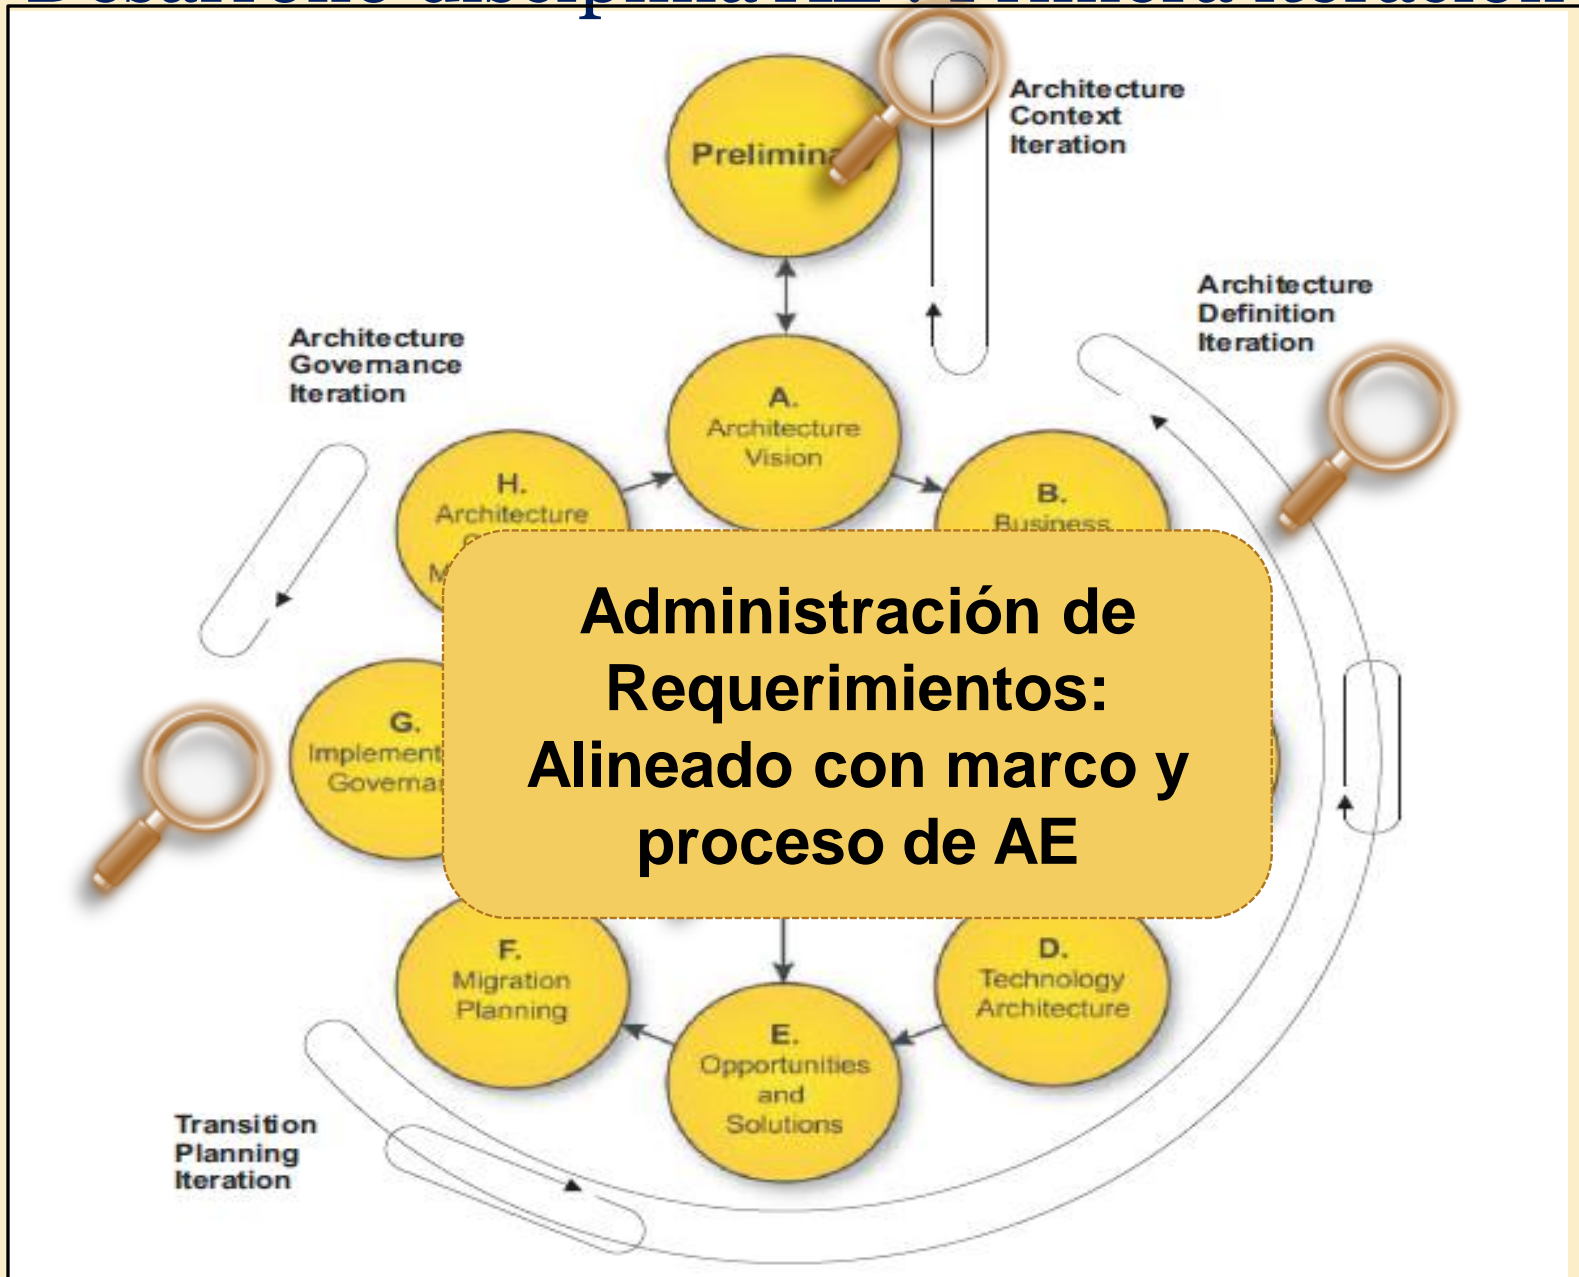 Architecture
Context
Iteration
Architecture
Definition
Iteration
Architecture
Governance
Iteration
A.
Architecture
Vision
H.
Architecture
B.
Business
Administración de
Requerimientos:
Alineado con marco y
proceso de AE
G.
F.
Migration
Planning
D.
Technology
Architecture
E.
Opportunities
and
Solutions
Transition
Planning
Iteration